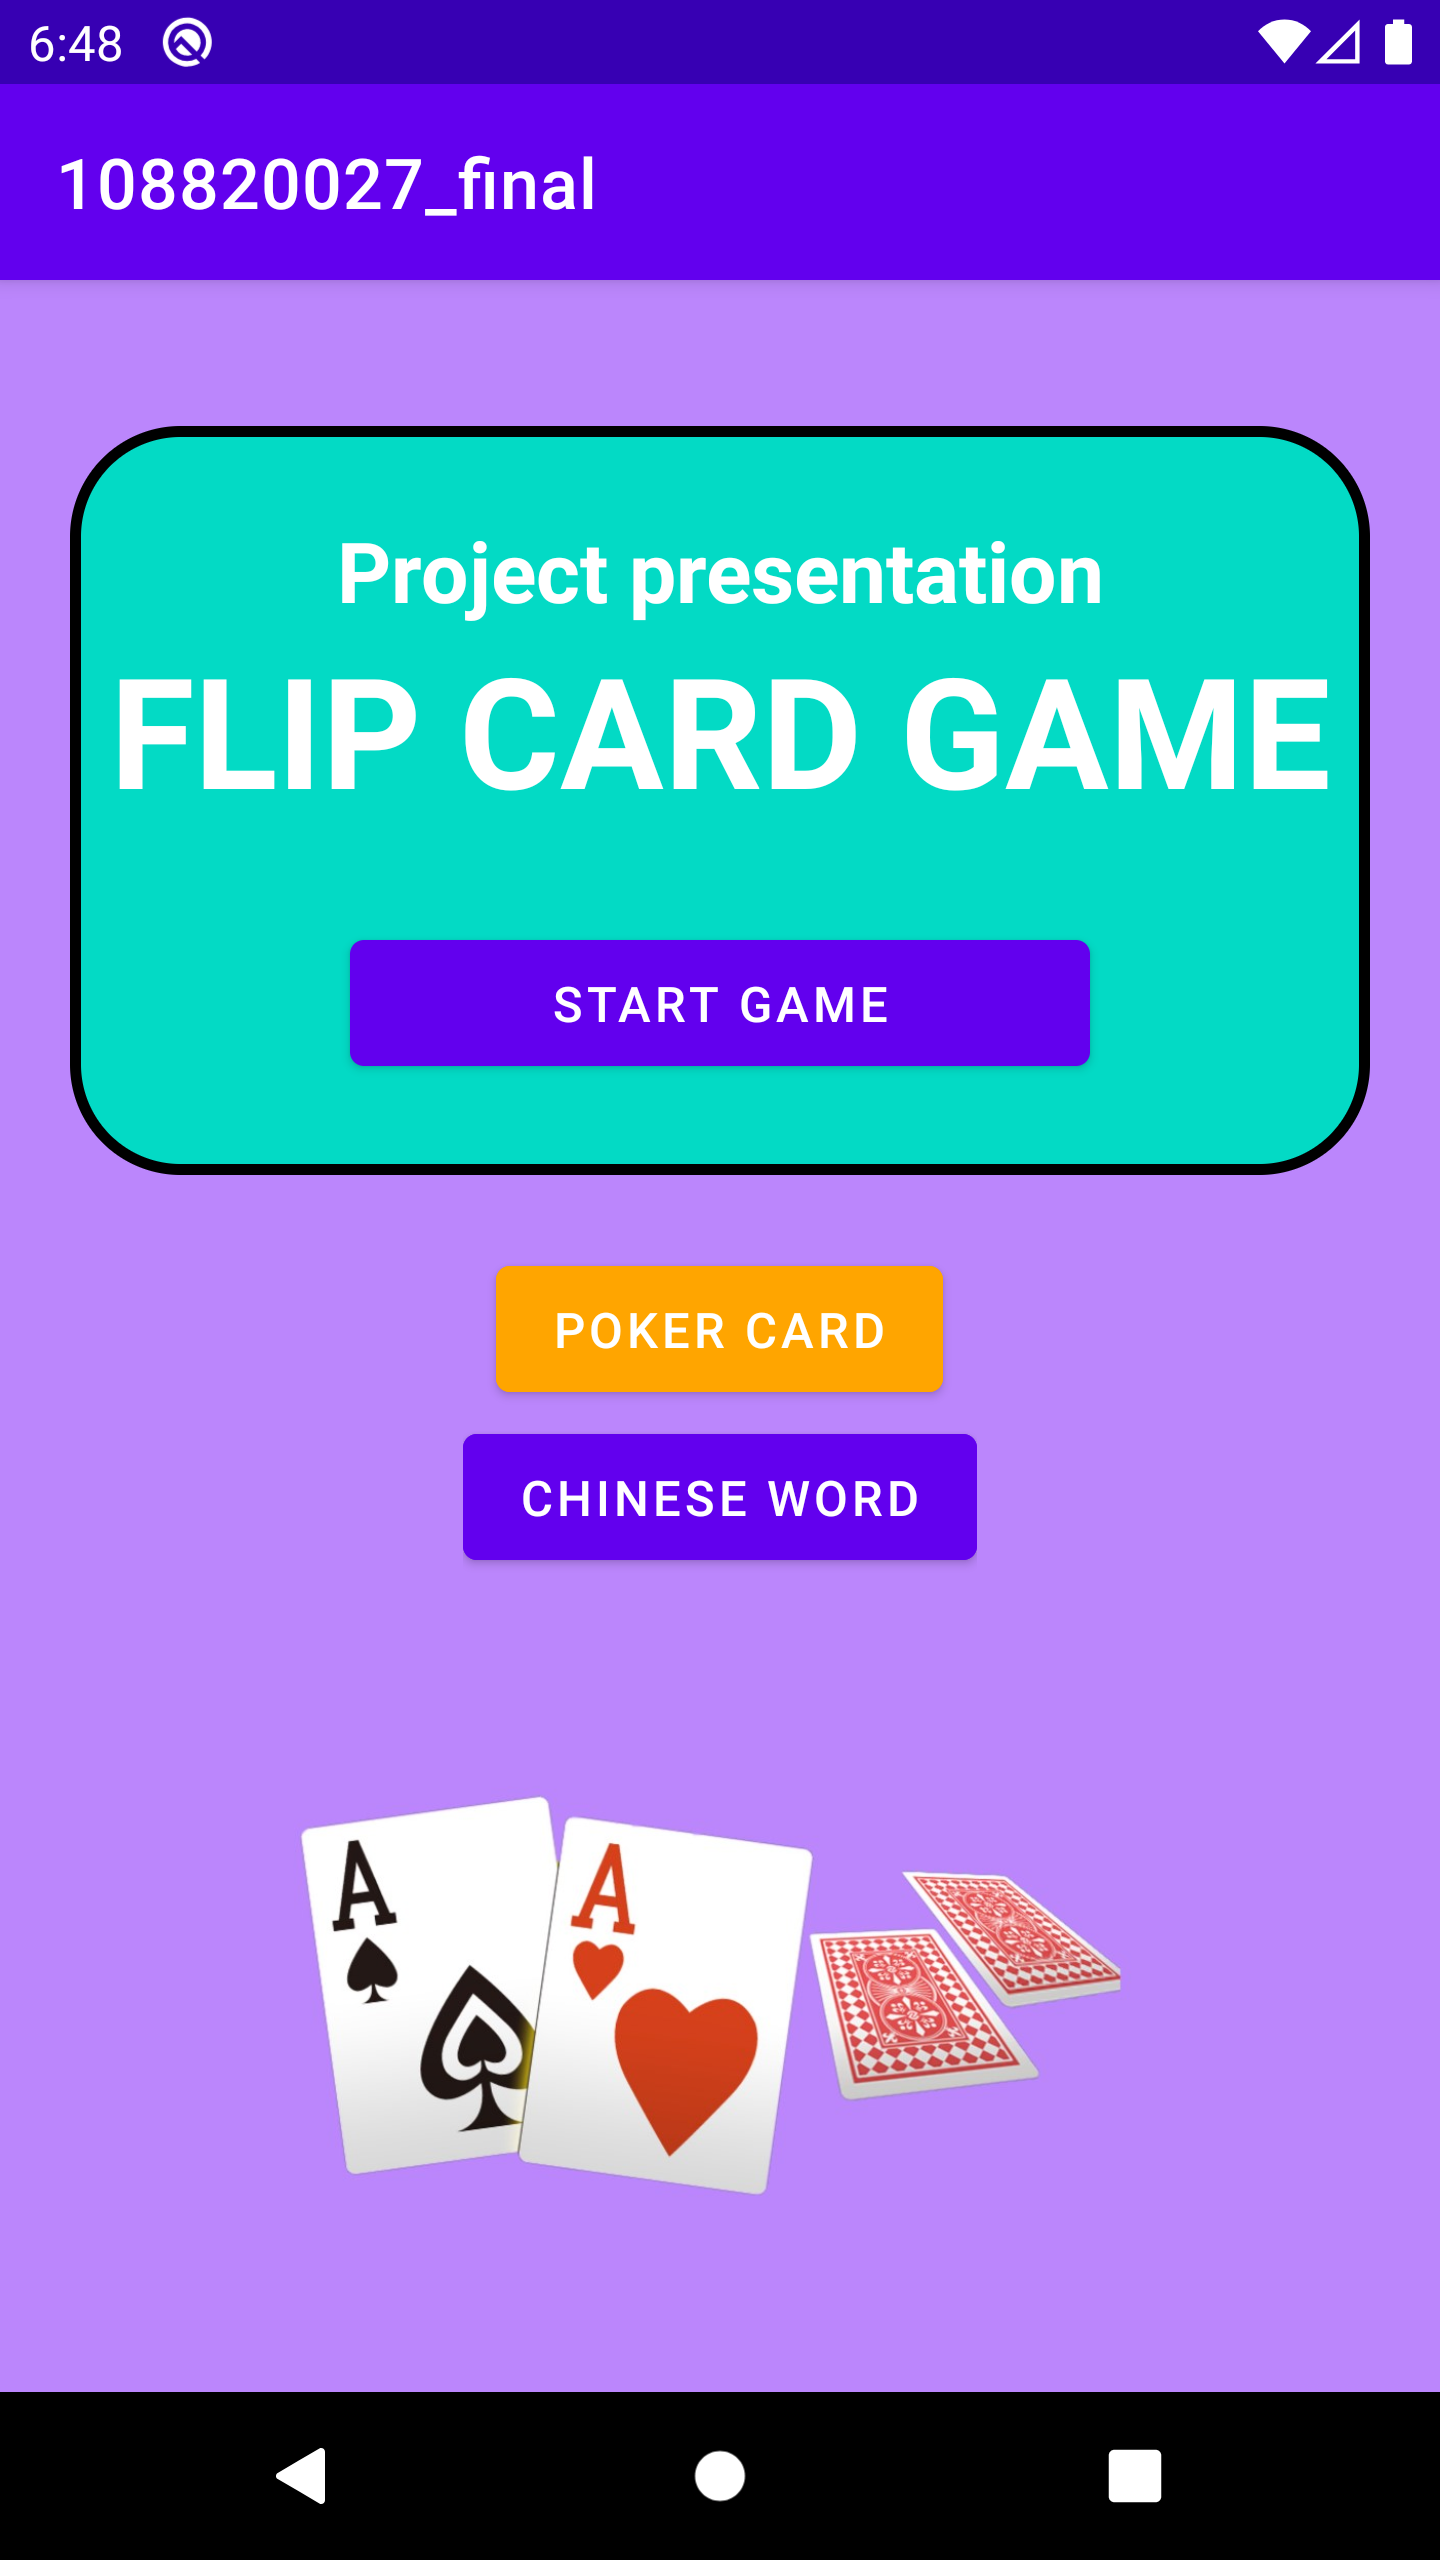 6:48
108820027_final
Project presentation
FLIP CARD GAME
START GAME
POKER CARD
CHINESE WORD
A
A